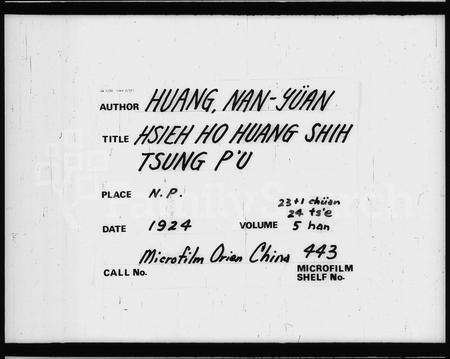 AUTHOR HUANG, NAN-YÜAN
TITLE HSIEH HO HUANG SHIH
TSUNG P'U
PLACE N.P.
23+1 chüan
24 ts'e
DATE 1924 VOLUME 5 han
Microfilm Orien China 443
CALL No. MICROFILM
SHELF No.
FamilySearch